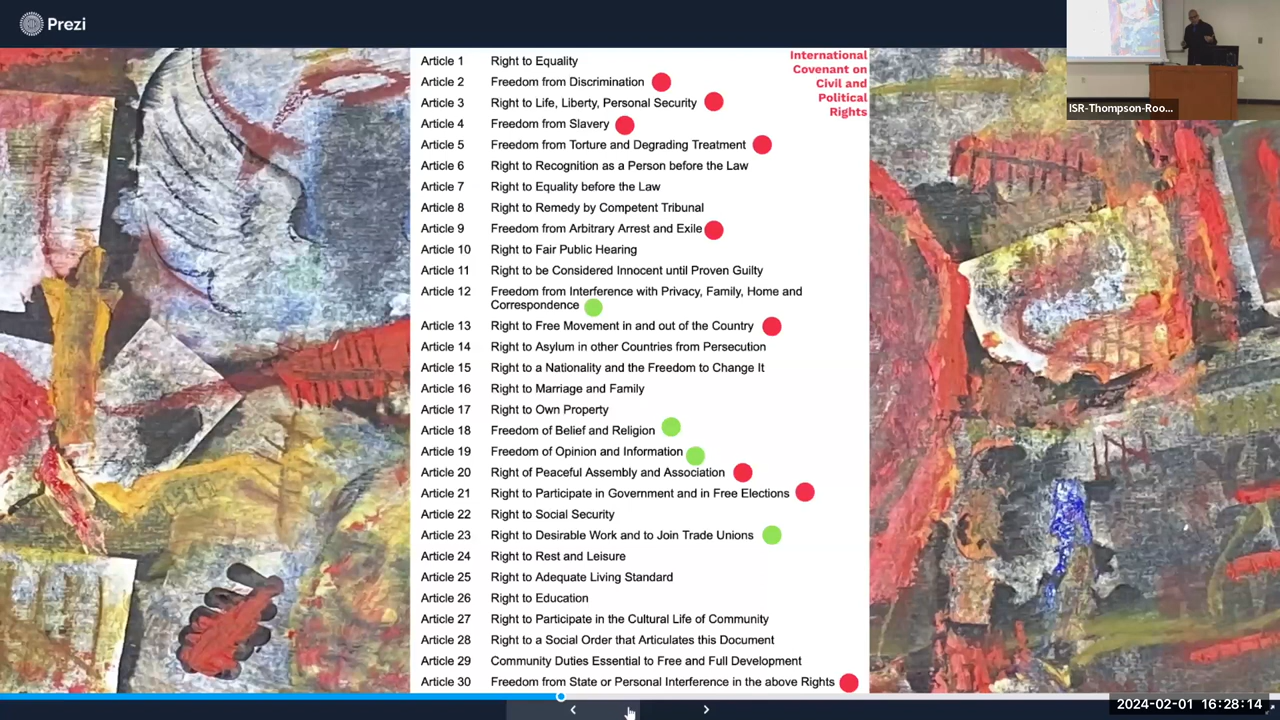 Prezi
International
Covenant on
Civil and
Political
Rights
Article 1 Right to Equality
Article 2 Freedom from Discrimination
Article 3 Right to Life, Liberty, Personal Security
Article 4 Freedom from Slavery
Article 5 Freedom from Torture and Degrading Treatment
Article 6 Right to Recognition as a Person before the Law
Article 7 Right to Equality before the Law
Article 8 Right to Remedy by Competent Tribunal
Article 9 Freedom from Arbitrary Arrest and Exile
Article 10 Right to Fair Public Hearing
Article 11 Right to be Considered Innocent until Proven Guilty
Article 12 Freedom from Interference with Privacy, Family, Home and
Correspondence
Article 13 Right to Free Movement in and out of the Country
Article 14 Right to Asylum in other Countries from Persecution
Article 15 Right to a Nationality and the Freedom to Change It
Article 16 Right to Marriage and Family
Article 17 Right to Own Property
Article 18 Freedom of Belief and Religion
Article 19 Freedom of Opinion and Information
Article 20 Right of Peaceful Assembly and Association
Article 21 Right to Participate in Government and in Free Elections
Article 22 Right to Social Security
Article 23 Right to Desirable Work and to Join Trade Unions
Article 24 Right to Rest and Leisure
Article 25 Right to Adequate Living Standard
Article 26 Right to Education
Article 27 Right to Participate in the Cultural Life of Community
Article 28 Right to a Social Order that Articulates this Document
Article 29 Community Duties Essential to Free and Full Development
Article 30 Freedom from State or Personal Interference in the above Rights
ISR-Thompson-Roo...
2024-02-01 16:28:14